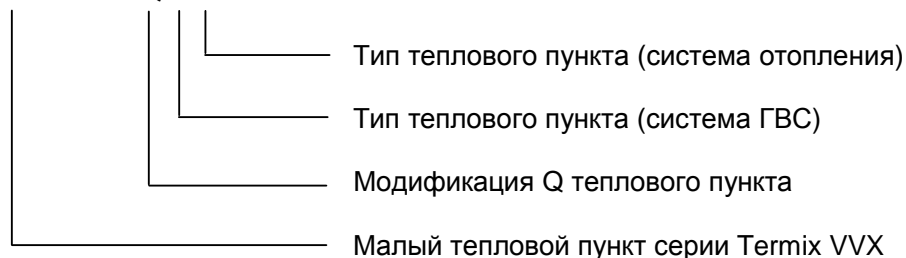 Тип теплового пункта (система отопления)
Тип теплового пункта (система ГВС)
Модификация Q теплового пункта
Малый тепловой пункт серии Termix VVX